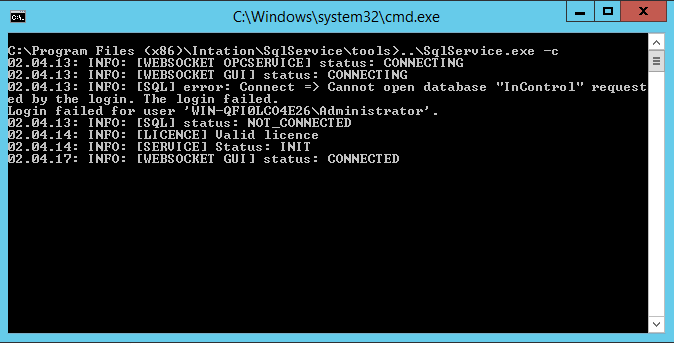 C:\Windows\system32\cmd.exe
C:\Program Files (x86)\Intation\SqlService\tools>..\SqlService.exe -c
02.04.13: INFO: [WEBSOCKET OPCSERVICE] status: CONNECTING
02.04.13: INFO: [WEBSOCKET GUI] status: CONNECTING
02.04.13: INFO: [SQL] error: Connect => Cannot open database "InControl" request
ed by the login. The login failed.
Login failed for user 'WIN-QFI0LCO4E26\Administrator'.
02.04.13: INFO: [SQL] status: NOT_CONNECTED
02.04.14: INFO: [LICENCE] Valid licence
02.04.14: INFO: [SERVICE] Status: INIT
02.04.17: INFO: [WEBSOCKET GUI] status: CONNECTED